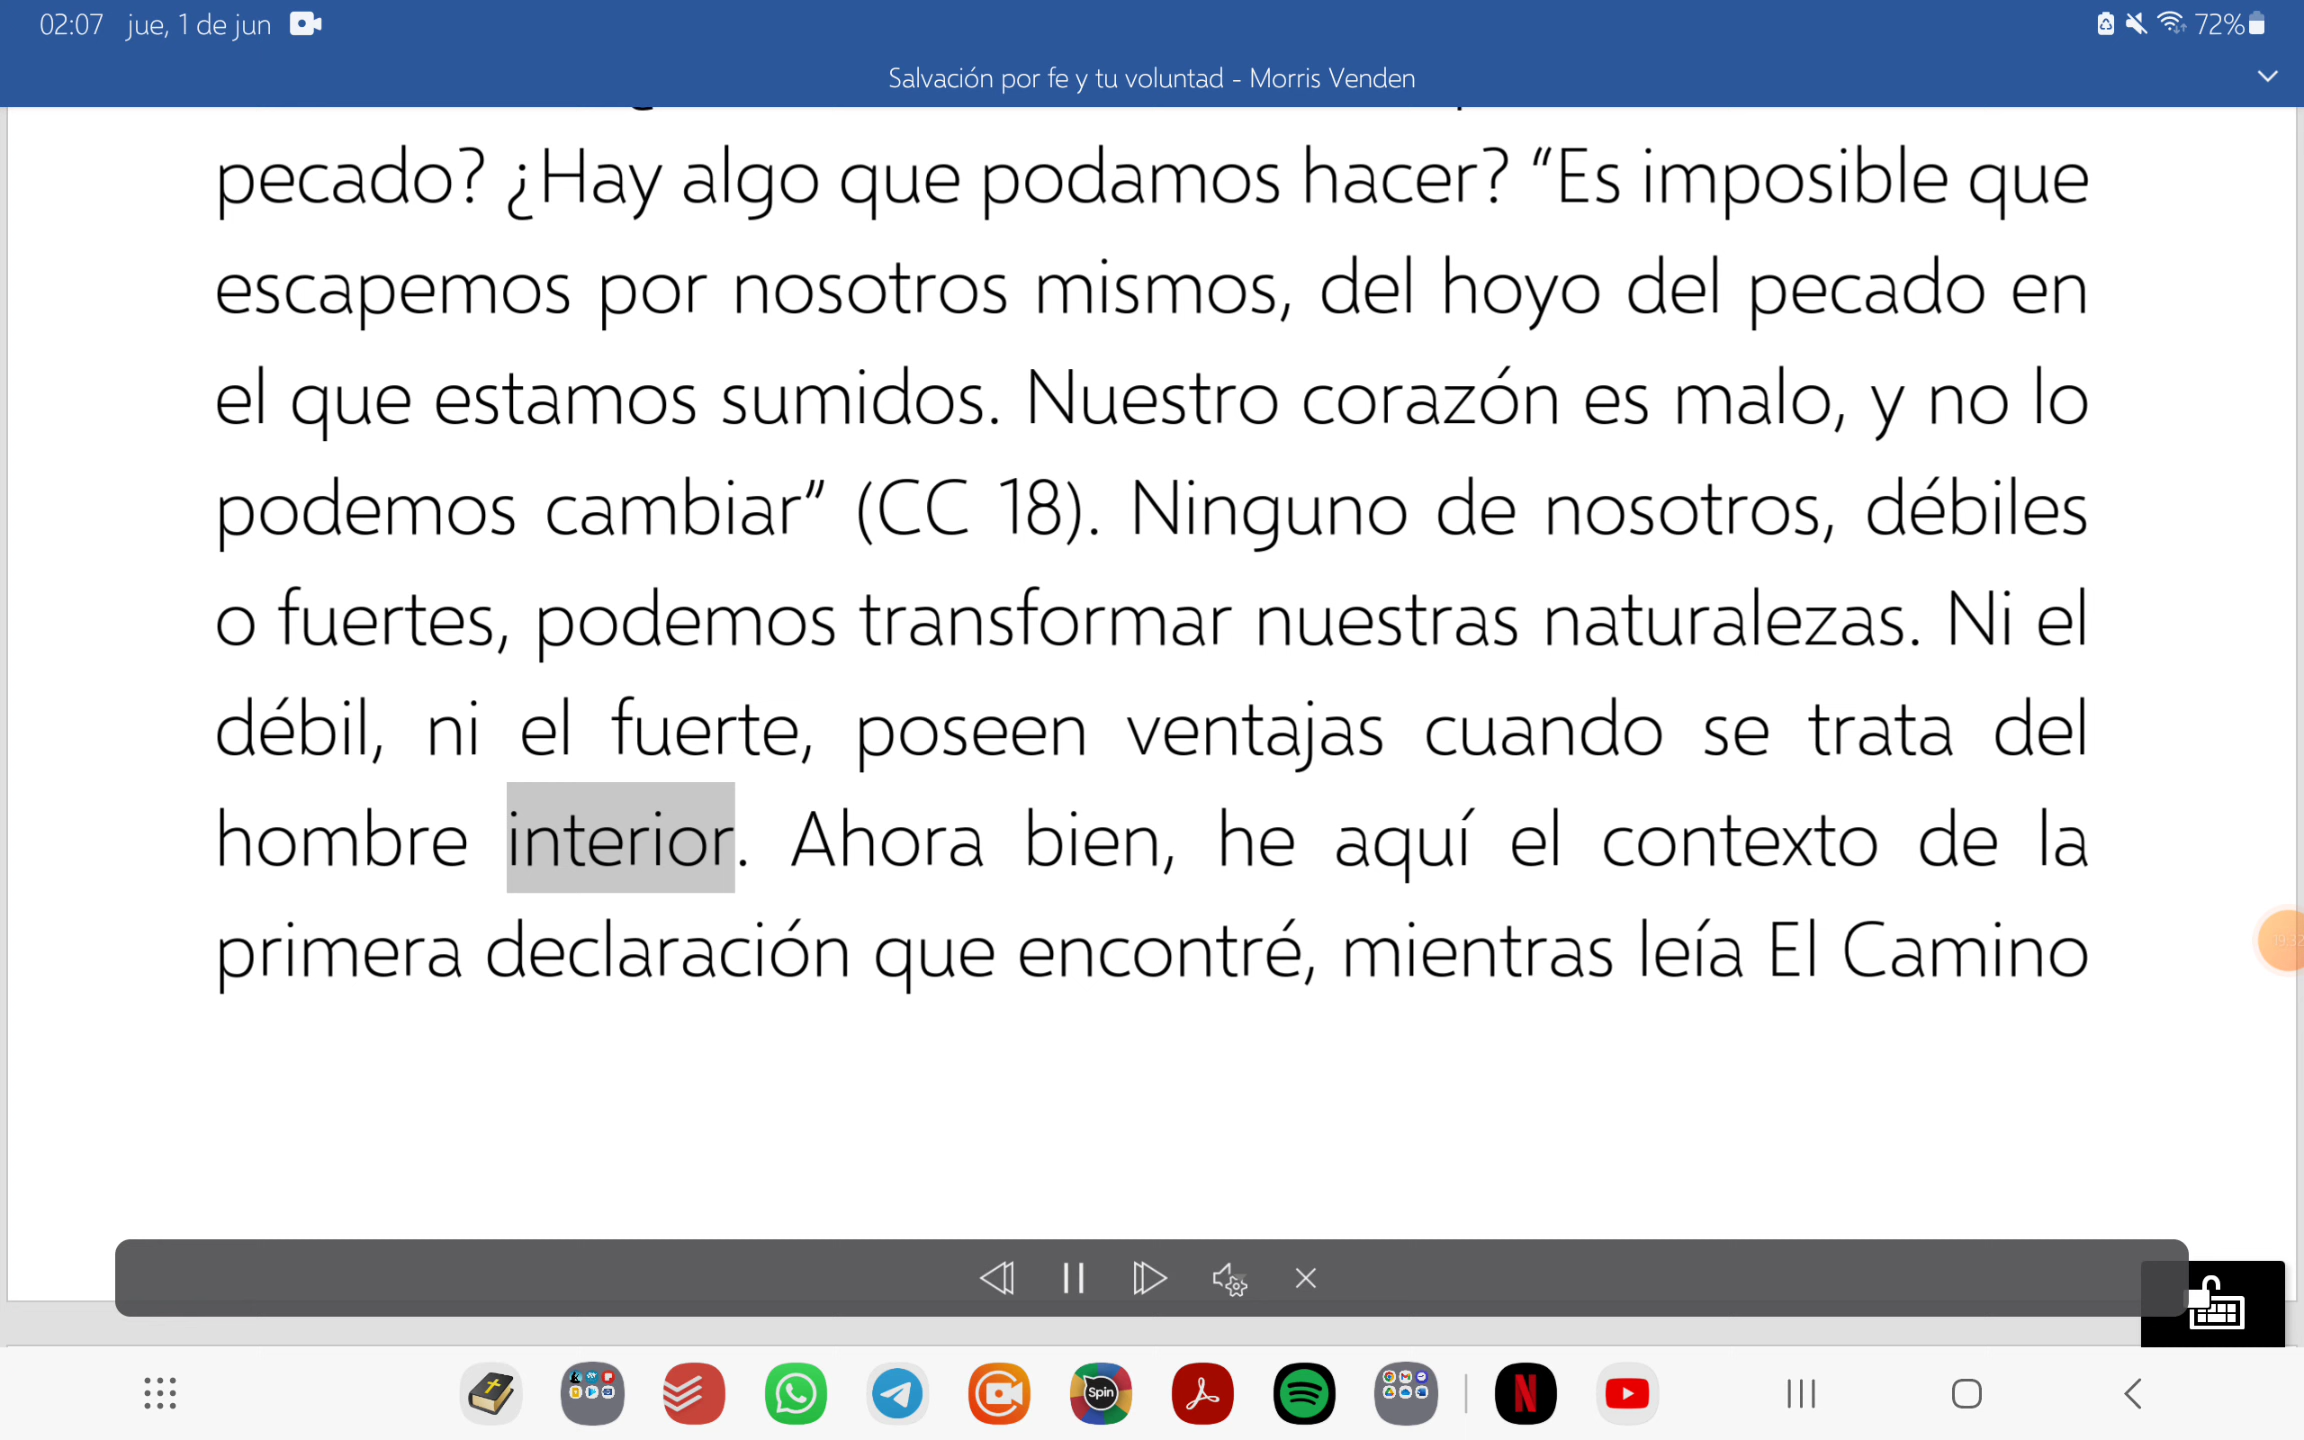 02:07 jue, 1 de jun
72%
Salvación por fe y tu voluntad - Morris Venden
pecado? ¿Hay algo que podamos hacer? “Es imposible que
escapemos por nosotros mismos, del hoyo del pecado en
el que estamos sumidos. Nuestro corazón es malo, y no lo
podemos cambiar” (CC 18). Ninguno de nosotros, débiles
o fuertes, podemos transformar nuestras naturalezas. Ni el
débil, ni el fuerte, poseen ventajas cuando se trata del
hombre interior. Ahora bien, he aquí el contexto de la
primera declaración que encontré, mientras leía El Camino
Spin
N